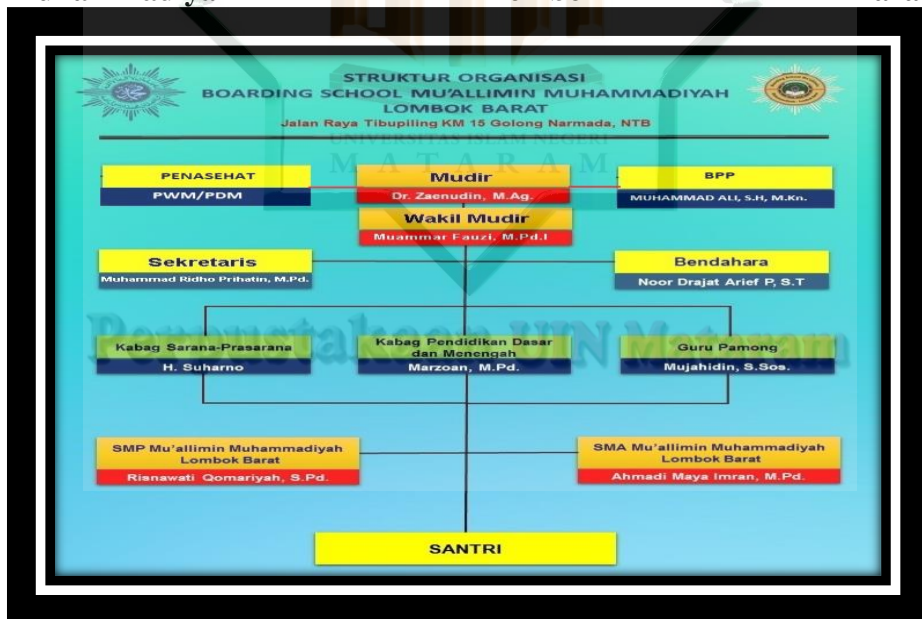 STRUKTUR ORGANISASI
BOARDING SCHOOL MU'ALLIMIN MUHAMMADIYAH
LOMBOK BARAT
Jalan Raya Tibupiling KM 15 Golong Narmada, NTB
UNIVERSITAS ISLAM NEGERI
MATARAM
PENASEHAT
PWM/PDM
Mudir
Dr. Zaenudin, M.Ag.
BPP
MUHAMMAD ALI, S.H, M.Kn.
Wakil Mudir
Muammar Fauzi, M.Pd.I
Sekretaris
Muhammad Ridho Prihatin, M.Pd.
Bendahara
Noor Drajat Arief P, S.T
Perpustakaan UIN Mataram
Kabag Sarana-Prasarana
H. Suharno
Kabag Pendidikan Dasar
dan Menengah
Marzoan, M.Pd.
Guru Pamong
Mujahidin, S.Sos.
SMP Mu'allimin Muhammadiyah
Lombok Barat
Risnawati Qomariyah, S.Pd.
SMA Mu'allimin Muhammadiyah
Lombok Barat
Ahmadi Maya Imran, M.Pd.
SANTRI